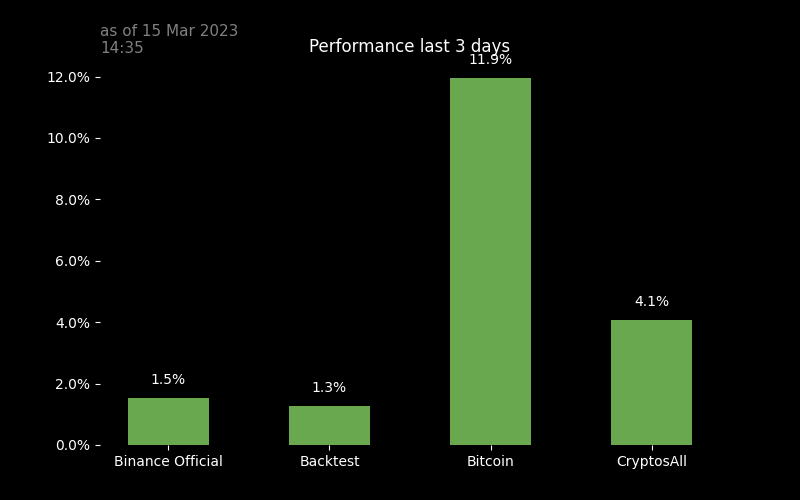 as of 15 Mar 2023
14:35
Performance last 3 days
12.0%
10.0%
8.0%
6.0%
4.0%
2.0%
0.0%
1.5%
1.3%
11.9%
4.1%
Binance Official
Backtest
Bitcoin
CryptosAll